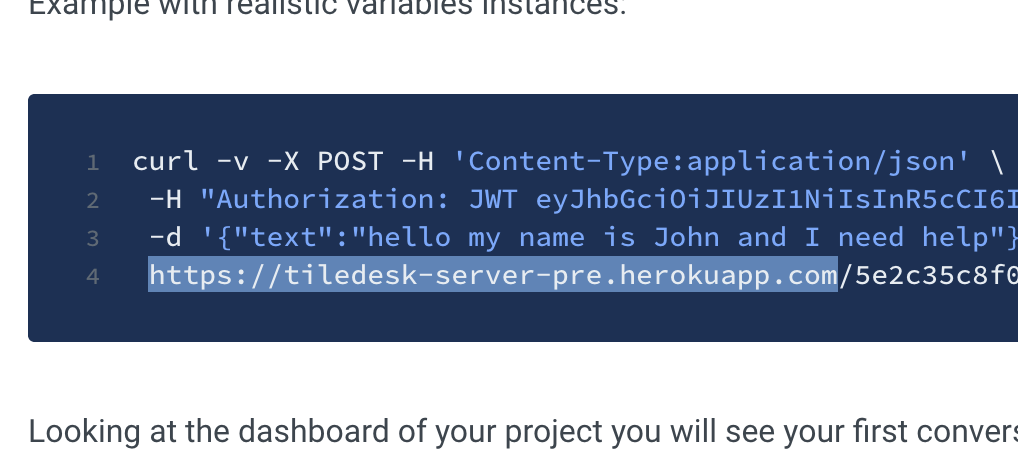 Example with realistic variables instances:
1 curl -v -X POST -H 'Content-Type:application/json' \
2 -H "Authorization: JWT eyJhbGciOiJIUzI1NiIsInR5cCI6I
3 -d '{"text":"hello my name is John and I need help"}
4 https://tiledesk-server-pre.herokuapp.com/5e2c35c8f0
Looking at the dashboard of your project you will see your first convers